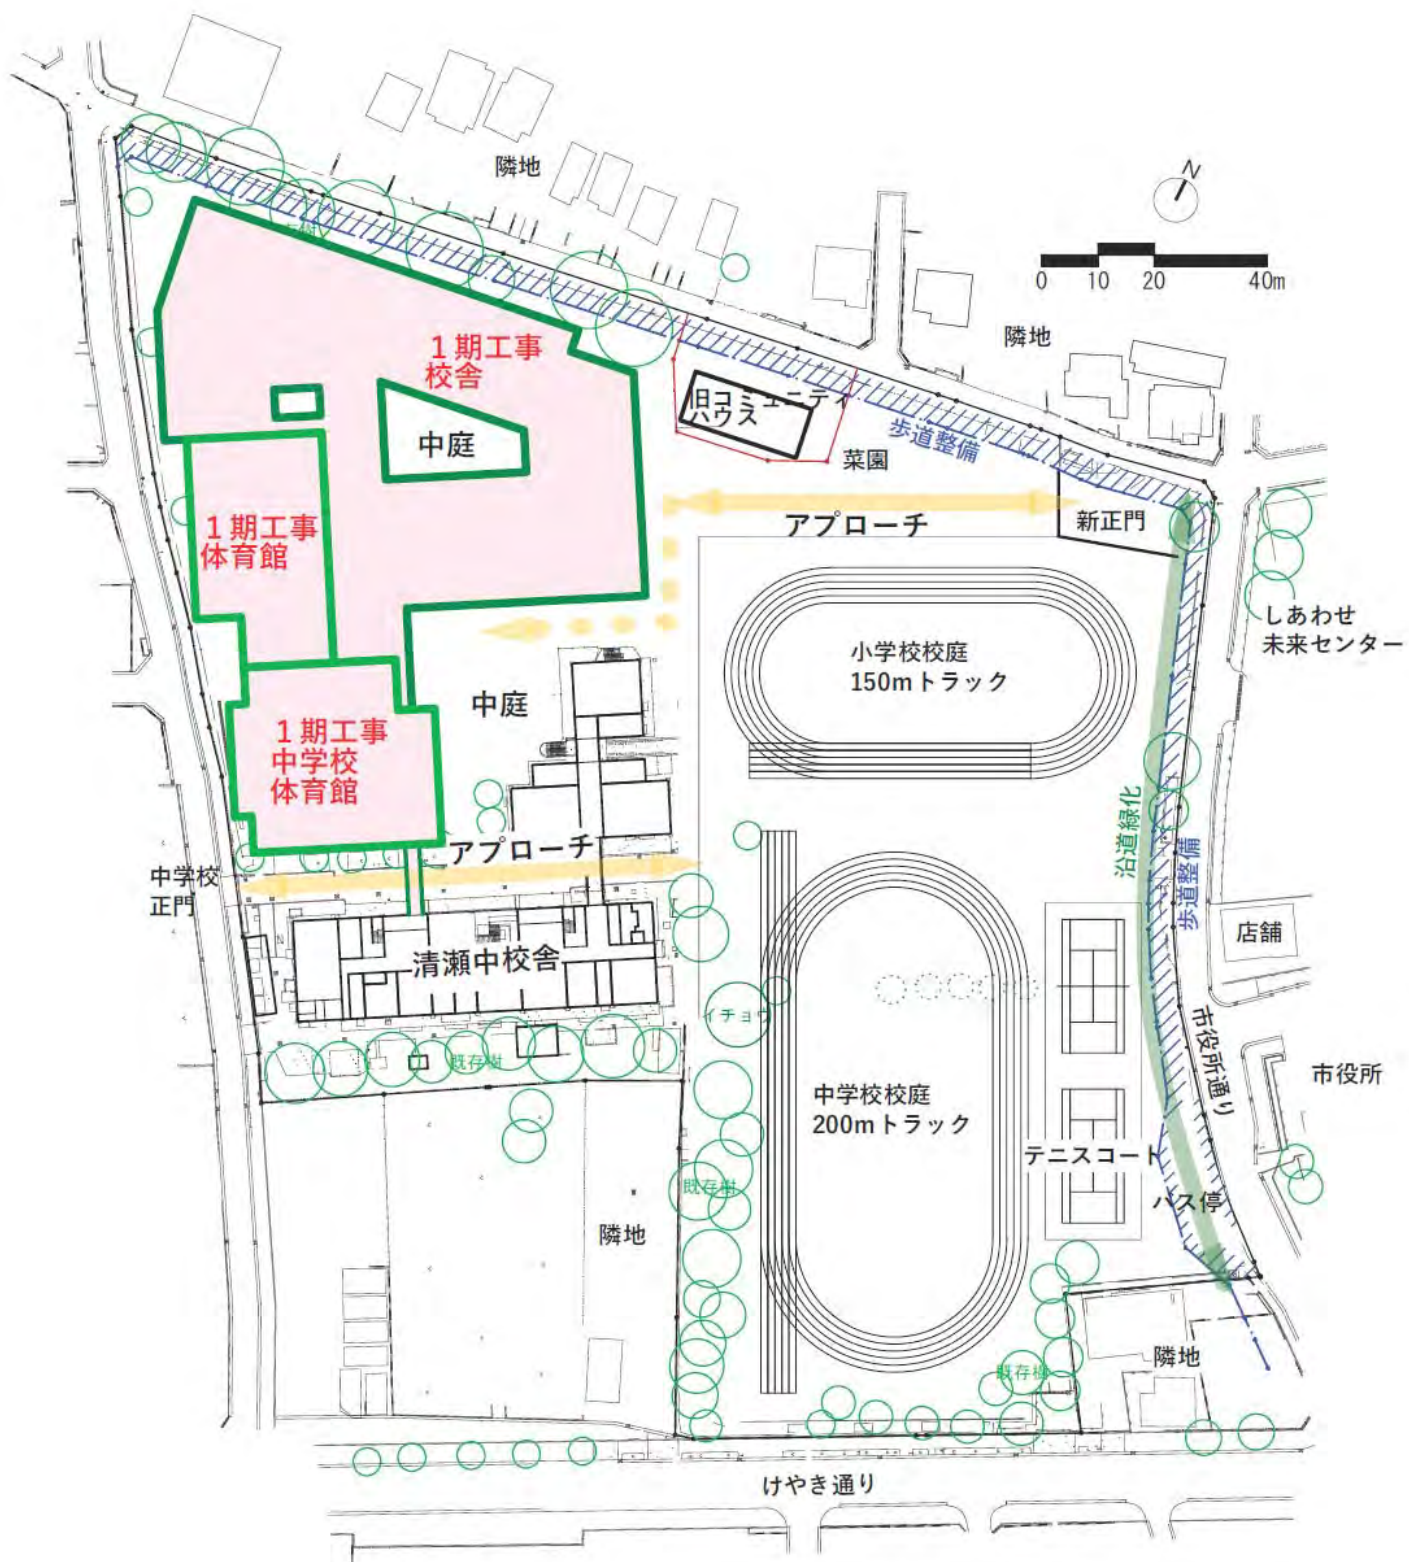 隣地
N
0 10 20 40m
隣地
1期工事
校舎
旧コミュニティ
ハウス
歩道整備
中庭
菜園
1期工事
体育館
アプローチ
新正門
しあわせ
未来センター
小学校校庭
150mトラック
中庭
1期工事
中学校
体育館
沿道緑化
歩道整備
アプローチ
中学校
正門
店舗
清瀬中校舎
イチョウ
市役所通り
既存樹
市役所
中学校校庭
200mトラック
テニスコート
既存樹
バス停
隣地
隣地
既存樹
けやき通り